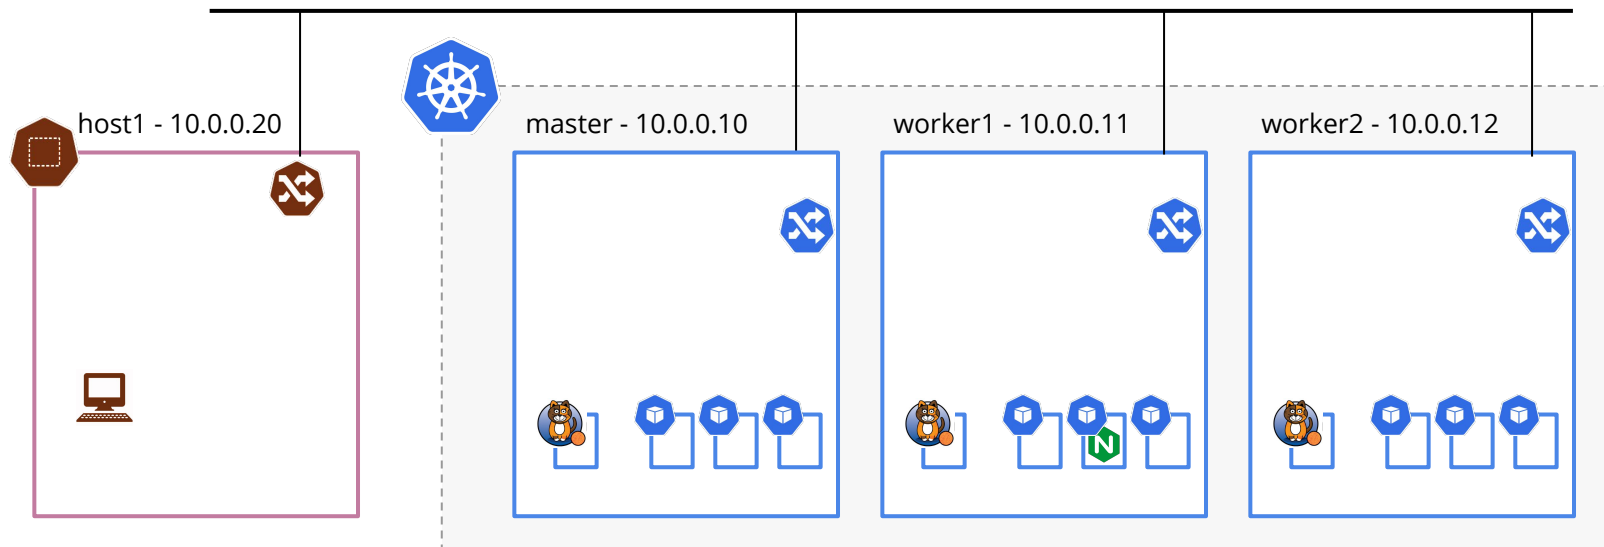 host1 - 10.0.0.20
master - 10.0.0.10
worker1 - 10.0.0.11
worker2 - 10.0.0.12
N